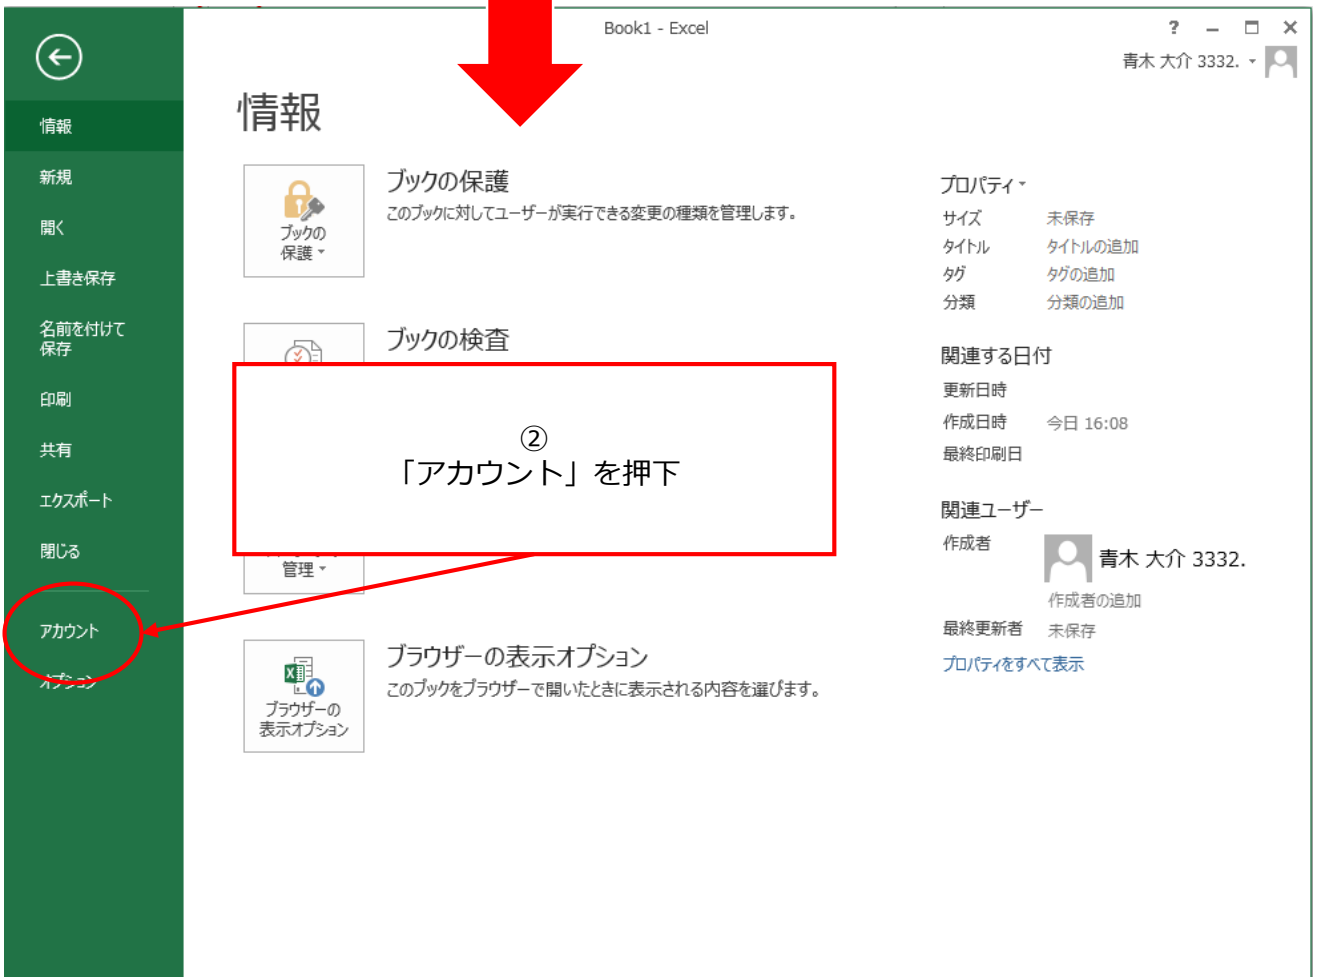 Book1 - Excel
?
青木 大介 3332.
情報
新規
開く
上書き保存
名前を付けて
保存
印刷
共有
エクスポート
閉じる
アカウント
オプション
情報
ブックの
保護
ブックの保護
このブックに対してユーザーが実行できる変更の種類を管理します。
ブックの検査
②
「アカウント」を押下
管理
ブラウザーの
表示オプション
ブラウザーの表示オプション
このブックをブラウザーで開いたときに表示される内容を選びます。
プロパティ
サイズ 未保存
タイトル タイトルの追加
タグ タグの追加
分類 分類の追加
関連する日付
更新日時
作成日時 今日 16:08
最終印刷日
関連ユーザー
作成者 青木 大介 3332.
作成者の追加
最終更新者 未保存
プロパティをすべて表示